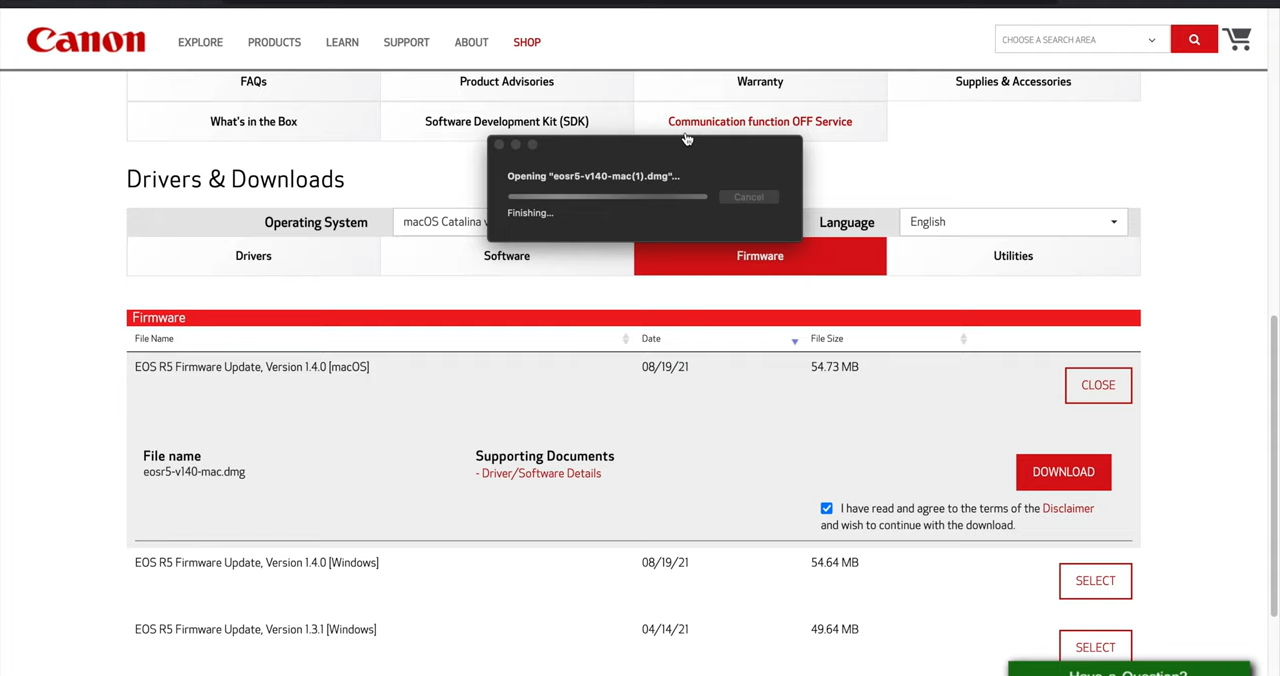 Canon
EXPLORE PRODUCTS LEARN SUPPORT ABOUT SHOP
CHOOSE A SEARCH AREA
FAQs Product Advisories Warranty Supplies & Accessories
What's in the Box Software Development Kit (SDK) Communication function OFF Service
Opening "eosr5-v140-mac(1).dmg"...
Cancel
Finishing...
Drivers & Downloads
Operating System macOS Catalina Language English
Drivers Software Firmware Utilities
Firmware
File Name Date File Size
EOS R5 Firmware Update, Version 1.4.0 [macOS] 08/19/21 54.73 MB
CLOSE
File name Supporting Documents
eosr5-v140-mac.dmg - Driver/Software Details DOWNLOAD
I have read and agree to the terms of the Disclaimer
and wish to continue with the download.
EOS R5 Firmware Update, Version 1.4.0 [Windows] 08/19/21 54.64 MB
SELECT
EOS R5 Firmware Update, Version 1.3.1 [Windows] 04/14/21 49.64 MB
SELECT
Have a Question?